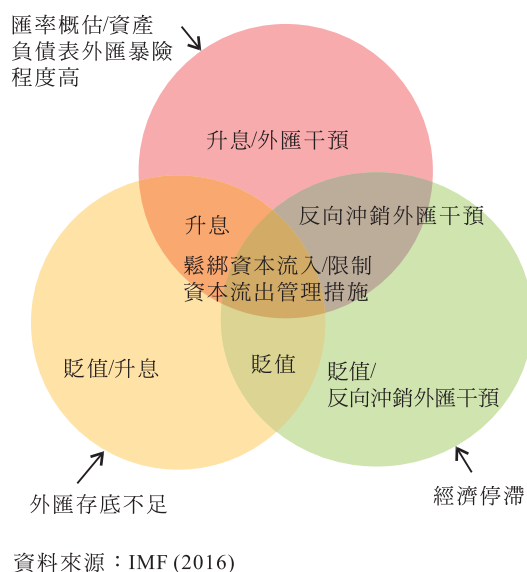 匯率概估/資產
負債表外匯暴險
程度高
升息/外匯干預
升息
反向沖銷外匯干預
鬆綁資本流入/限制
資本流出管理措施
貶值/升息
貶值
貶值/
反向沖銷外匯干預
外匯存底不足
經濟停滯
資料來源：IMF (2016)